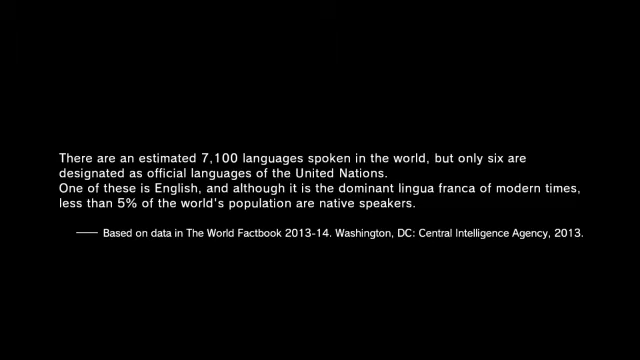 There are an estimated 7,100 languages spoken in the world, but only six are
designated as official languages of the United Nations.
One of these is English, and although it is the dominant lingua franca of modern times,
less than 5% of the world's population are native speakers.
—— Based on data in The World Factbook 2013-14. Washington, DC: Central Intelligence Agency, 2013.